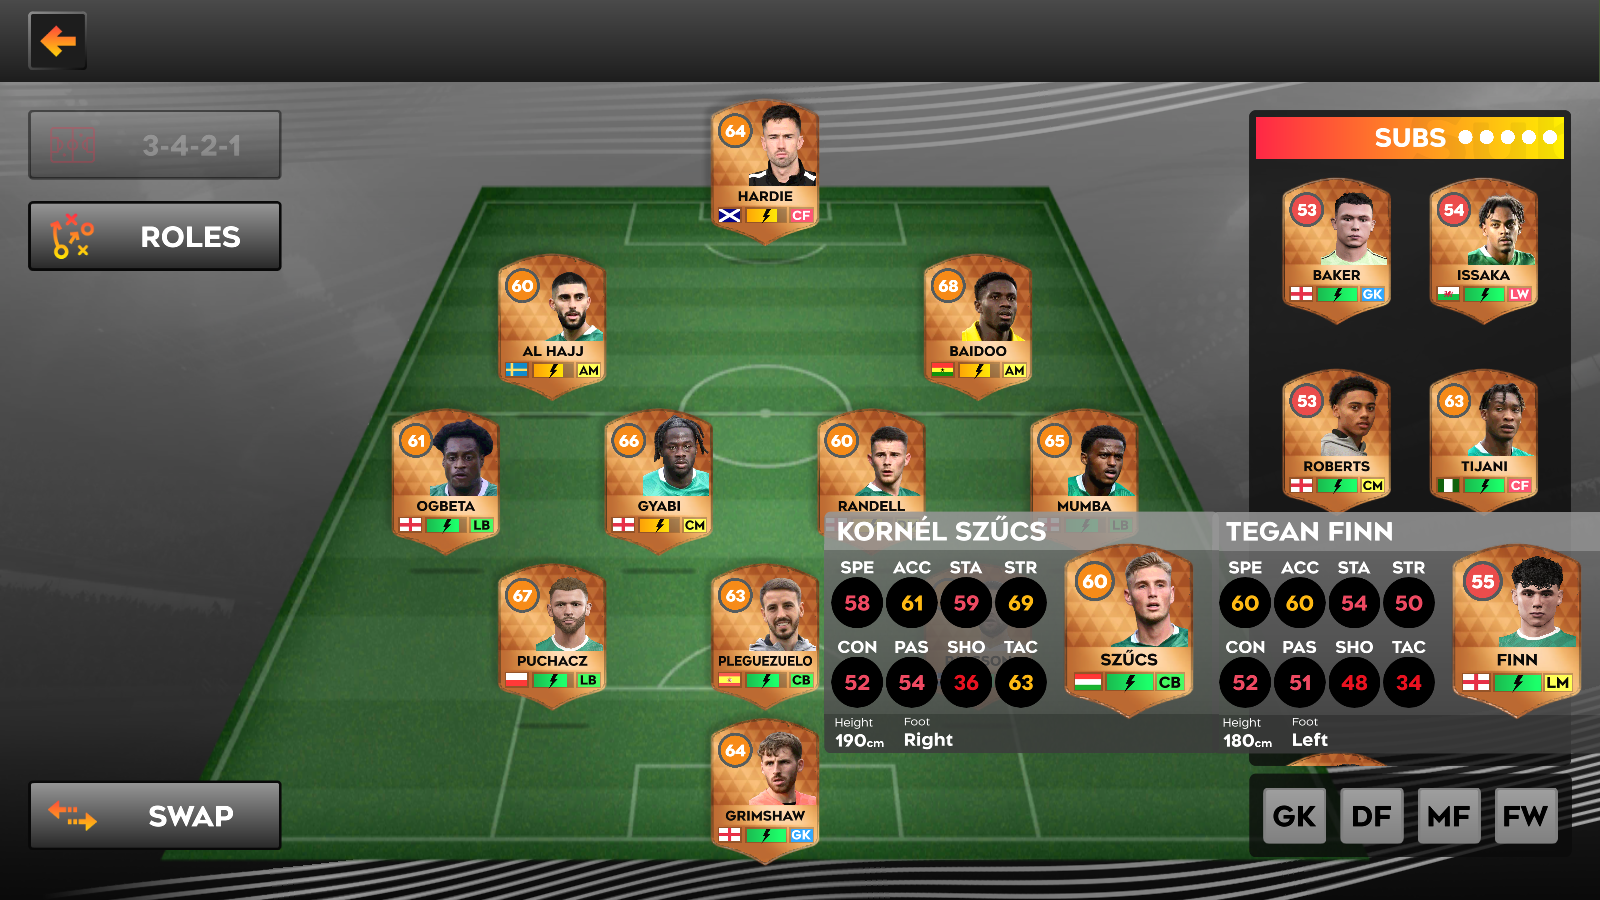 3-4-2-1
ROLES
64
HARDIE
CF
60
AL HAJJ
AM
68
BAIDOO
AM
61
OGBETA
LB
66
GYABI
CM
60
RANDELL
65
MUMBA
LB
67
PUCHACZ
LB
63
PLEGUEZUELO
CB
64
GRIMSHAW
GK
SWAP
SUBS
53
BAKER
GK
54
ISSAKA
LW
53
ROBERTS
CM
63
TIJANI
CF
KORNÉL SZŰCS
SPE ACC STA STR
58 61 59 69
CON PAS SHO TAC
52 54 36 63
Height Foot
190cm Right
60
SZŰCS
CB
TEGAN FINN
SPE ACC STA STR
60 60 54 50
CON PAS SHO TAC
52 51 48 34
Height Foot
180cm Left
55
FINN
LM
GK DF MF FW